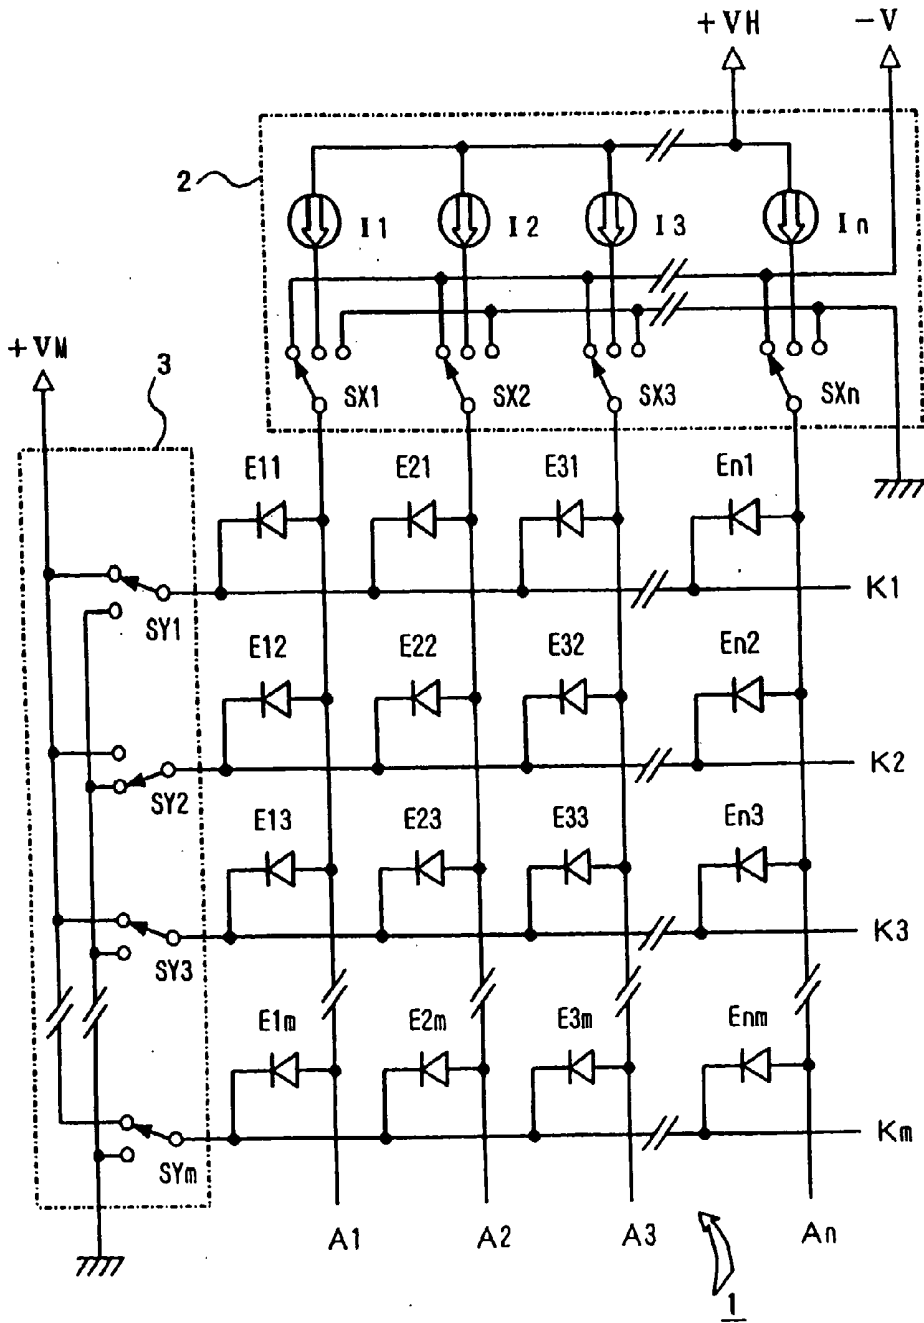 +VH -V
2
I1 I2 I3 In
+VM
3
SX1 SX2 SX3 SXn
E11 E21 E31 En1
K1
SY1
E12 E22 E32 En2
K2
SY2
E13 E23 E33 En3
K3
SY3
E1m E2m E3m Enm
Km
SYm
A1 A2 A3 An
1